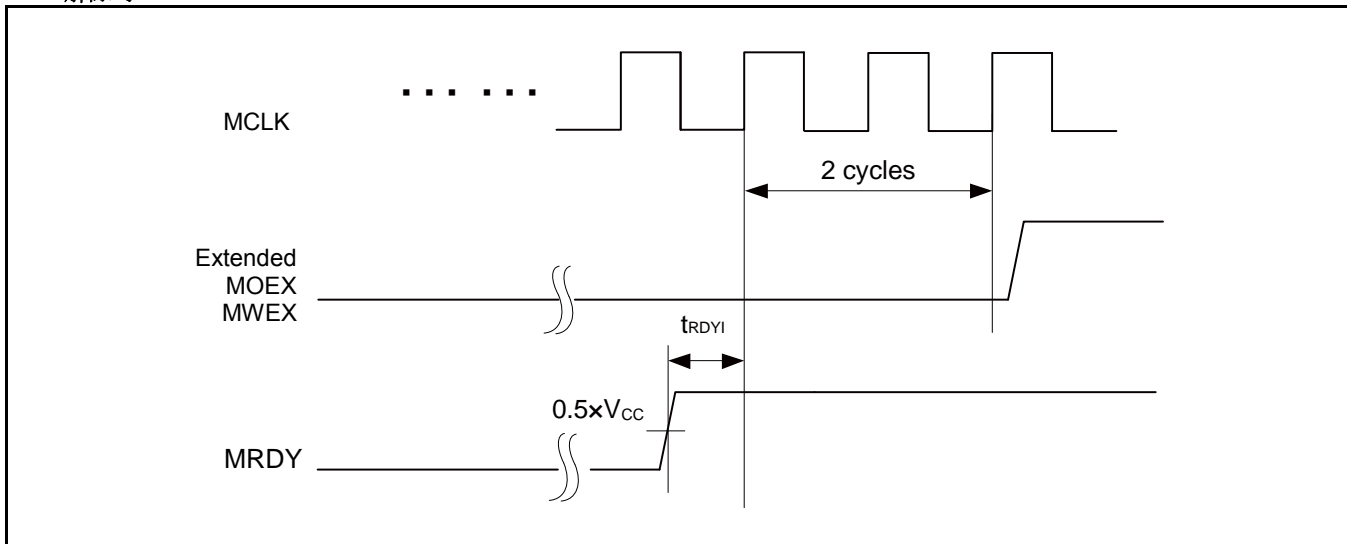 MCLK
2 cycles
Extended
MOEX
MWEX
tRDYI
0.5×VCC
MRDY